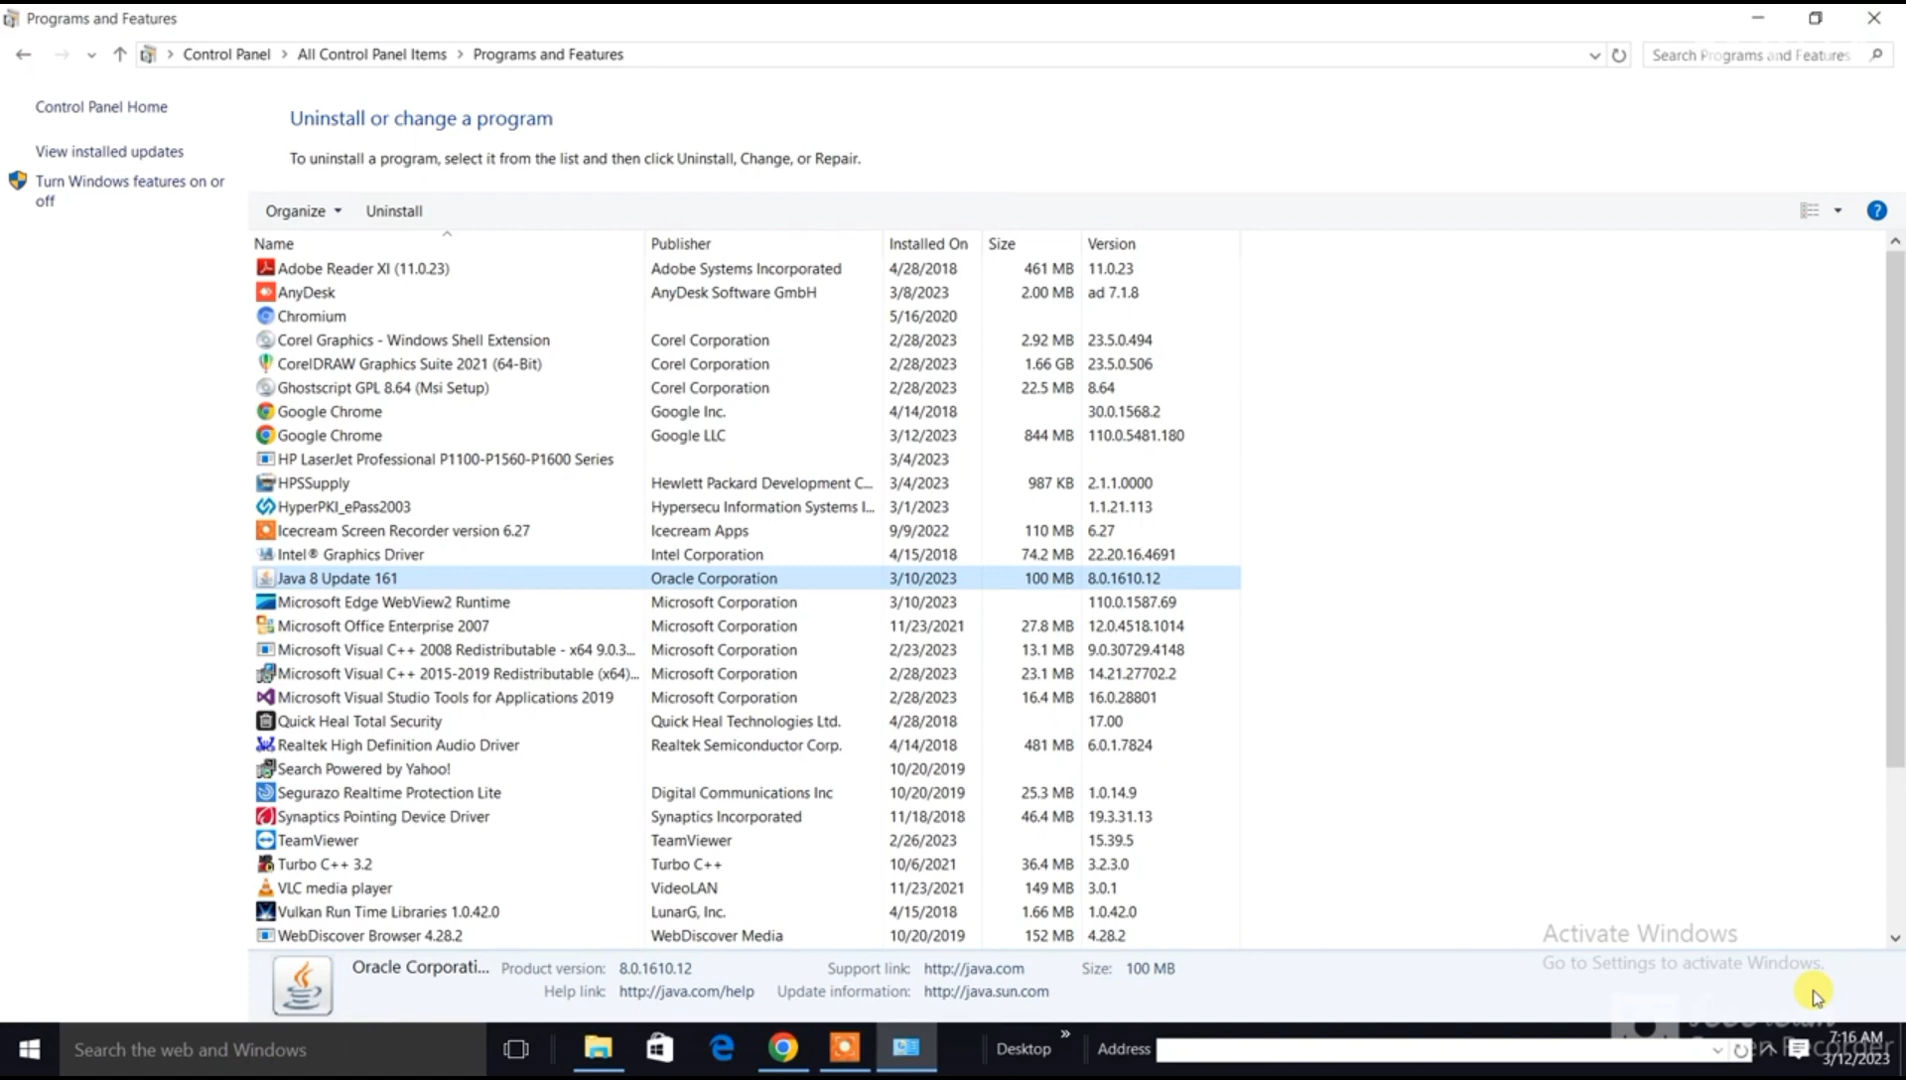 Programs and Features
Control Panel > All Control Panel Items > Programs and Features
Search Programs and Features
Control Panel Home
View installed updates
Turn Windows features on or
off
Uninstall or change a program
To uninstall a program, select it from the list and then click Uninstall, Change, or Repair.
Organize Uninstall
Name Publisher Installed On Size Version
Adobe Reader XI (11.0.23) Adobe Systems Incorporated 4/28/2018 461 MB 11.0.23
AnyDesk AnyDesk Software GmbH 3/8/2023 2.00 MB ad 7.1.8
Chromium 5/16/2020
Corel Graphics - Windows Shell Extension Corel Corporation 2/28/2023 2.92 MB 23.5.0.494
CorelDRAW Graphics Suite 2021 (64-Bit) Corel Corporation 2/28/2023 1.66 GB 23.5.0.506
Ghostscript GPL 8.64 (Msi Setup) Corel Corporation 2/28/2023 22.5 MB 8.64
Google Chrome Google Inc. 4/14/2018 30.0.1568.2
Google Chrome Google LLC 3/12/2023 844 MB 110.0.5481.180
HP LaserJet Professional P1100-P1560-P1600 Series 3/4/2023
HPSSupply Hewlett Packard Development C... 3/4/2023 987 KB 2.1.1.0000
HyperPKI_ePass2003 Hypersecu Information Systems I... 3/1/2023 1.1.21.113
Icecream Screen Recorder version 6.27 Icecream Apps 9/9/2022 110 MB 6.27
Intel® Graphics Driver Intel Corporation 4/15/2018 74.2 MB 22.20.16.4691
Java 8 Update 161 Oracle Corporation 3/10/2023 100 MB 8.0.1610.12
Microsoft Edge WebView2 Runtime Microsoft Corporation 3/10/2023 110.0.1587.69
Microsoft Office Enterprise 2007 Microsoft Corporation 11/23/2021 27.8 MB 12.0.4518.1014
Microsoft Visual C++ 2008 Redistributable - x64 9.0.3... Microsoft Corporation 2/23/2023 13.1 MB 9.0.30729.4148
Microsoft Visual C++ 2015-2019 Redistributable (x64)... Microsoft Corporation 2/28/2023 23.1 MB 14.21.27702.2
Microsoft Visual Studio Tools for Applications 2019 Microsoft Corporation 2/28/2023 16.4 MB 16.0.28801
Quick Heal Total Security Quick Heal Technologies Ltd. 4/28/2018 17.00
Realtek High Definition Audio Driver Realtek Semiconductor Corp. 4/14/2018 481 MB 6.0.1.7824
Search Powered by Yahoo! 10/20/2019
Segurazo Realtime Protection Lite Digital Communications Inc 10/20/2019 25.3 MB 1.0.14.9
Synaptics Pointing Device Driver Synaptics Incorporated 11/18/2018 46.4 MB 19.3.31.13
TeamViewer TeamViewer 2/26/2023 15.39.5
Turbo C++ 3.2 Turbo C++ 10/6/2021 36.4 MB 3.2.3.0
VLC media player VideoLAN 11/23/2021 149 MB 3.0.1
Vulkan Run Time Libraries 1.0.42.0 LunarG, Inc. 4/15/2018 1.66 MB 1.0.42.0
WebDiscover Browser 4.28.2 WebDiscover Media 10/20/2019 152 MB 4.28.2
Activate Windows
Go to Settings to activate Windows.
Oracle Corporati... Product version: 8.0.1610.12 Support link: http://java.com Size: 100 MB
Help link: http://java.com/help Update information: http://java.sun.com
Search the web and Windows
Desktop » Address
7:16 AM
3/12/2023